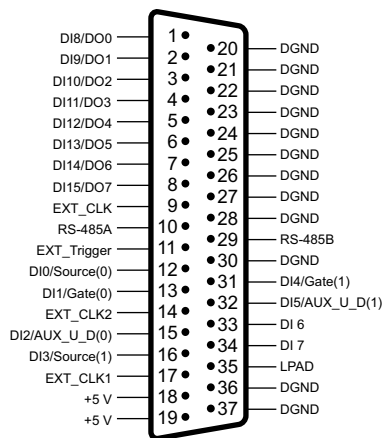 DI8/DO0 1 20 DGND
DI9/DO1 2 21 DGND
DI10/DO2 3 22 DGND
DI11/DO3 4 23 DGND
DI12/DO4 5 24 DGND
DI13/DO5 6 25 DGND
DI14/DO6 7 26 DGND
DI15/DO7 8 27 DGND
EXT_CLK 9 28 DGND
RS-485A 10 29 RS-485B
EXT_Trigger 11 30 DGND
DI0/Source(0) 12 31 DI4/Gate(1)
DI1/Gate(0) 13 32 DI5/AUX_U_D(1)
EXT_CLK2 14 33 DI 6
DI2/AUX_U_D(0) 15 34 DI 7
DI3/Source(1) 16 35 LPAD
EXT_CLK1 17 36 DGND
+5 V 18 37 DGND
+5 V 19